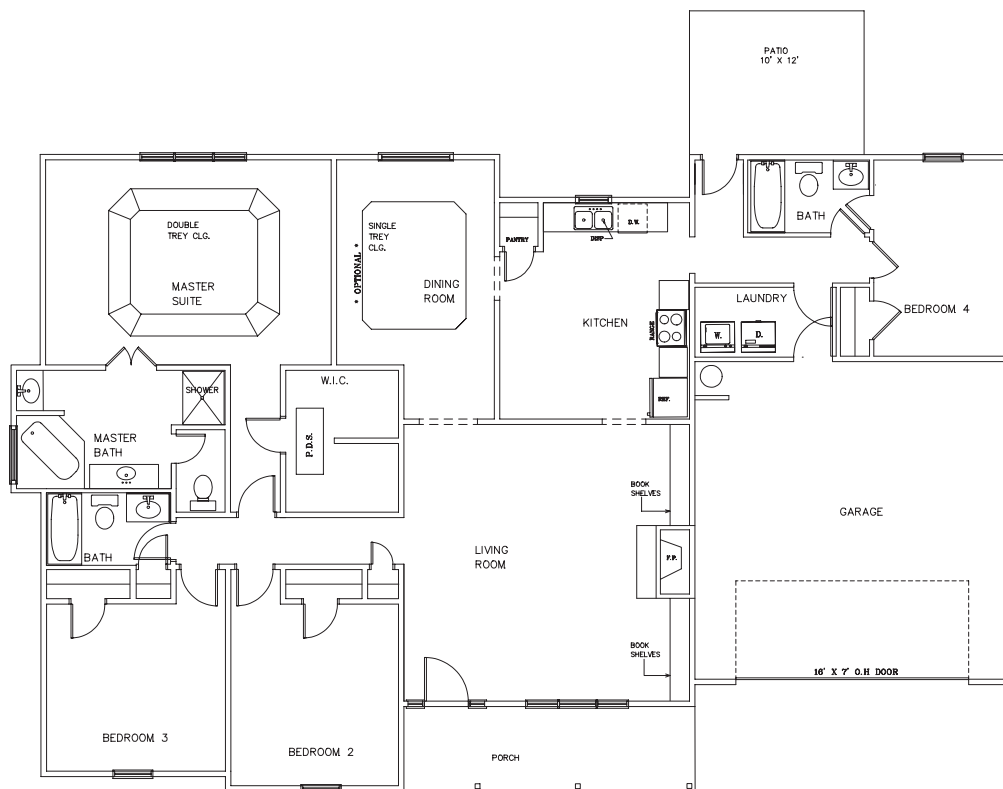 PATIO
10' X 12'
DOUBLE
TREY CLG.
MASTER
SUITE
SINGLE
TREY
CLG.
* OPTIONAL *
DINING
ROOM
PANTRY
DISP
D.W.
KITCHEN
RANGE
REF.
BATH
LAUNDRY
W.
D.
BEDROOM 4
W.I.C.
P.D.S.
SHOWER
MASTER
BATH
BATH
BOOK
SHELVES
GARAGE
LIVING
ROOM
F.P.
BOOK
SHELVES
16' X 7' O.H DOOR
BEDROOM 3
BEDROOM 2
PORCH